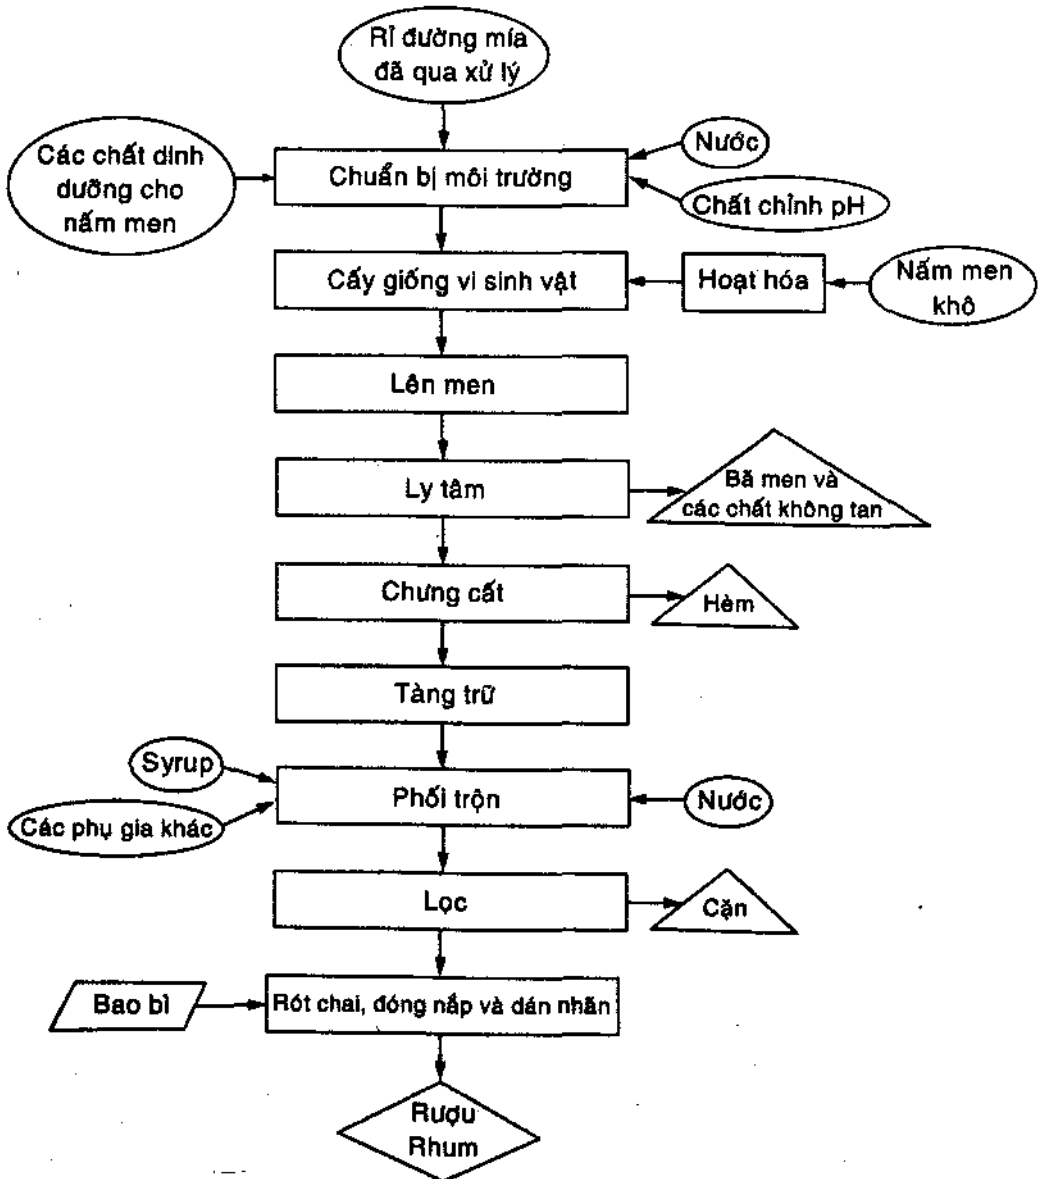 Rỉ đường mía
đã qua xử lý
Các chất dinh
dưỡng cho
nấm men
Chuẩn bị môi trường
Nước
Chất chỉnh pH
Cấy giống vi sinh vật
Hoạt hóa
Nấm men
khô
Lên men
Ly tâm
Bã men và
các chất không tan
Chưng cất
Hèm
Tàng trữ
Syrup
Các phụ gia khác
Phối trộn
Nước
Lọc
Cặn
Bao bì
Rót chai, đóng nắp và dán nhãn
Rượu
Rhum